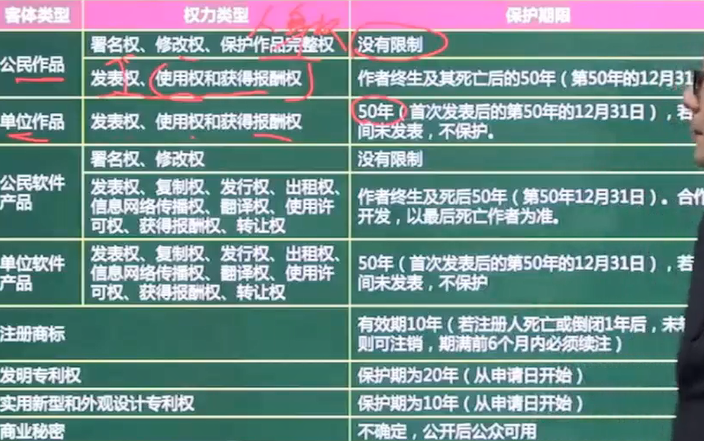 客体类型 权力类型 保护期限
人身权
公民作品
署名权、修改权、保护作品完整权 没有限制
发表权、使用权和获得报酬权 作者终生及其死亡后的50年（第50年的12月31
单位作品
发表权、使用权和获得报酬权
50年（首次发表后的第50年的12月31日），若
间未发表，不保护。
公民软件
产品
署名权、修改权 没有限制
发表权、复制权、发行权、出租权、
信息网络传播权、翻译权、使用许
可权、获得报酬权、转让权
作者终生及死后50年（第50年12月31日）。合作
开发，以最后死亡作者为准。
单位软件
产品
发表权、复制权、发行权、出租权、
信息网络传播权、翻译权、使用许
可权、获得报酬权、转让权
50年（首次发表后的第50年的12月31日），若
间未发表，不保护
注册商标
有效期10年（若注册人死亡或倒闭1年后，未
则可注销，期满前6个月内必须续注）
发明专利权 保护期为20年（从申请日开始）
实用新型和外观设计专利权 保护期为10年（从申请日开始）
商业秘密 不确定，公开后公众可用